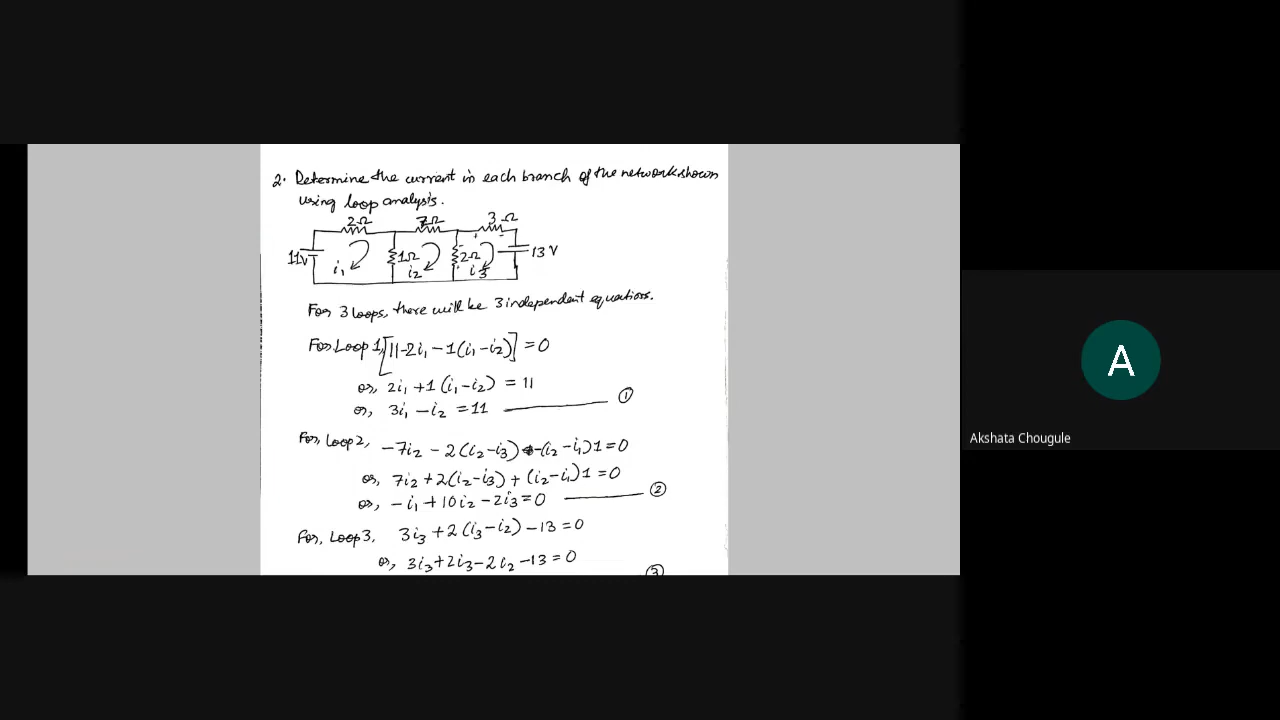 2. Determine the current in each branch of the network shown
using loop analysis.
2Ω 7Ω 3Ω
11V 1Ω 2Ω 13 V
i₁ i₂ i₃
For 3 loops, there will be 3 independent equations.
For Loop 1, [11-2i₁ -1(i₁-i₂)] = 0
or, 2i₁ +1(i₁-i₂) = 11
or, 3i₁ - i₂ = 11 ①
For, Loop 2, -7i₂ - 2(i₂-i₃) -(i₂-i₁)1 = 0
or, 7i₂+2(i₂-i₃) + (i₂-i₁)1 = 0
or, -i₁ + 10i₂ - 2i₃ = 0 ②
For, Loop 3, 3i₃ + 2(i₃-i₂) - 13 = 0
or, 3i₃+2i₃-2i₂-13 = 0
③
A
Akshata Chougule